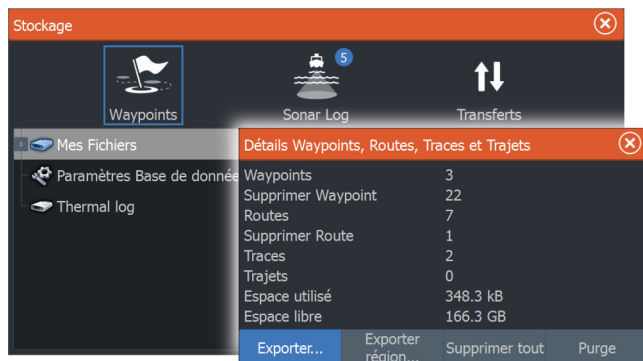 Stockage
5
Waypoints
Sonar Log
Transferts
Mes Fichiers
Paramètres Base de donnée
Thermal log
Détails Waypoints, Routes, Traces et Trajets
Waypoints 3
Supprimer Waypoint 22
Routes 7
Supprimer Route 1
Traces 2
Trajets 0
Espace utilisé 348.3 kB
Espace libre 166.3 GB
Exporter...
Exporter
région...
Supprimer tout
Purge